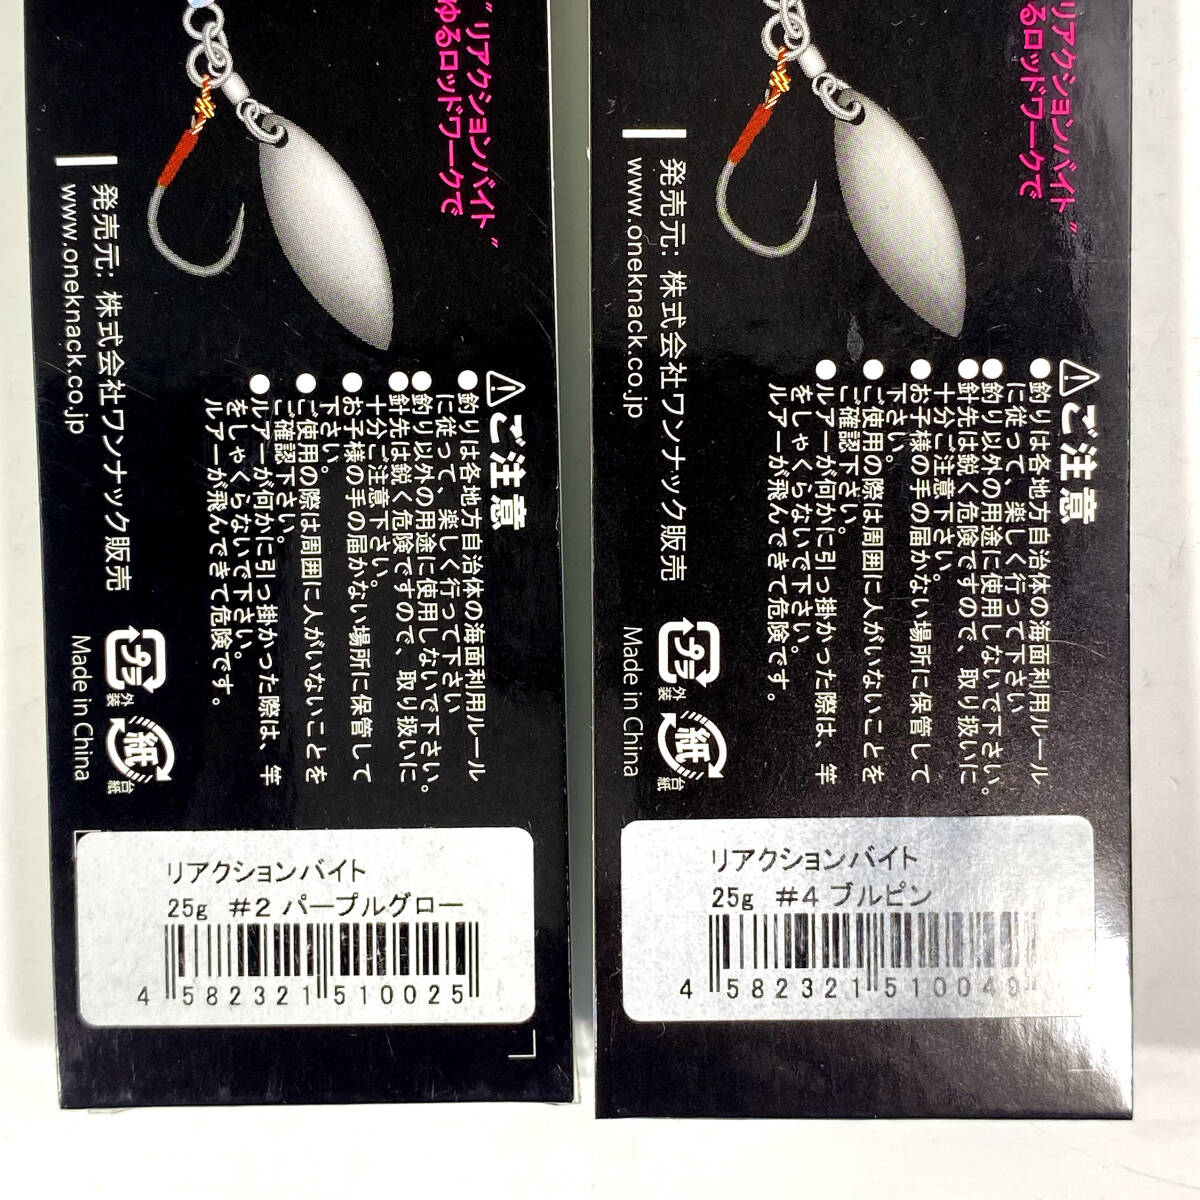 "リアクションバイト"
ゆるロッドワークで
⚠ご注意
●釣りは各地方自治体の海面利用ルール
に従って、楽しく行って下さい
●釣り以外の用途に使用しないで下さい。
●針先は鋭く危険ですので、取り扱いに
十分ご注意下さい。
●お子様の手の届かない場所に保管して
下さい。
●ご使用の際は周囲に人がいないことを
ご確認下さい。
●ルアーが何かに引っ掛かった際は、竿
をしゃくらないで下さい。
ルアーが飛んできて危険です。
発売元: 株式会社ワンナック販売
www.oneknack.co.jp
プラ
外装
紙
台紙
Made in China
リアクションバイト
25g #2 パープルグロー
4 582321 510025
リアクションバイト"
るロッドワークで
⚠ご注意
●釣りは各地方自治体の海面利用ルール
に従って、楽しく行って下さい
●釣り以外の用途に使用しないで下さい。
●針先は鋭く危険ですので、取り扱いに
十分ご注意下さい。
●お子様の手の届かない場所に保管して
下さい。
●ご使用の際は周囲に人がいないことを
ご確認下さい。
●ルアーが何かに引っ掛かった際は、竿
をしゃくらないで下さい。
ルアーが飛んできて危険です。
発売元: 株式会社ワンナック販売
www.oneknack.co.jp
プラ
外装
紙
台紙
Made in China
リアクションバイト
25g #4 ブルピン
4 582321 510049